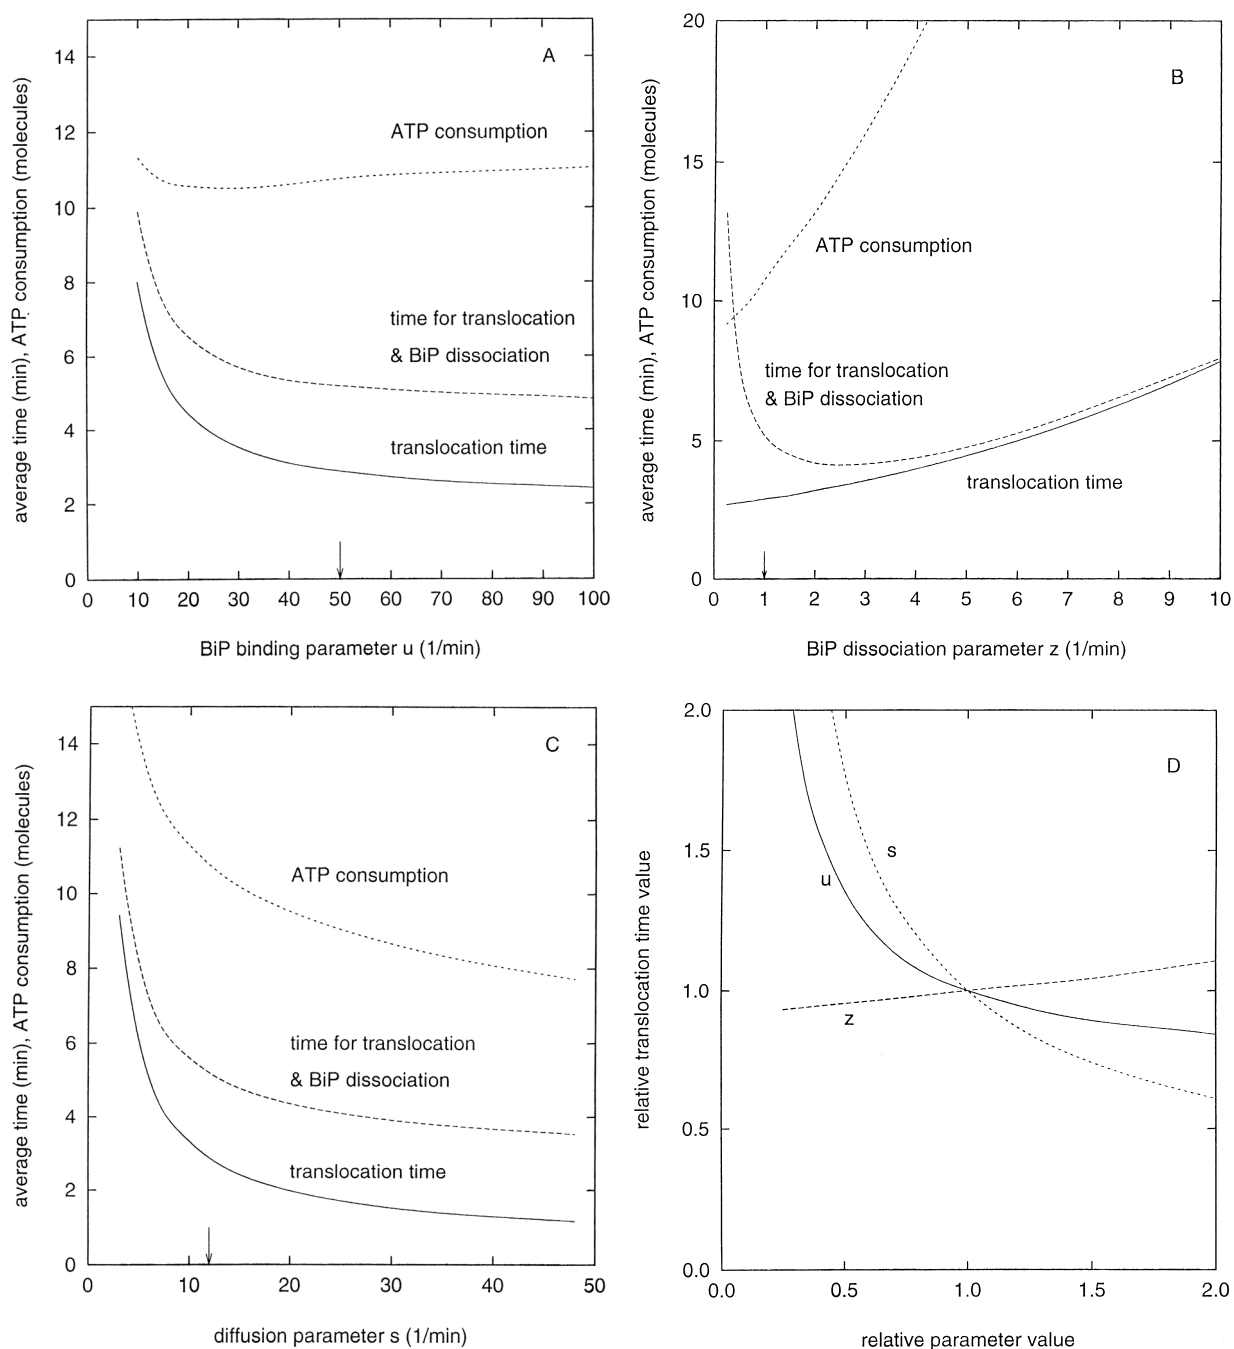 A
average time (min), ATP consumption (molecules)
14
12
10
8
6
4
2
0
ATP consumption
time for translocation
& BiP dissociation
translocation time
0 10 20 30 40 50 60 70 80 90 100
BiP binding parameter u (1/min)
B
average time (min), ATP consumption (molecules)
20
15
10
5
0
ATP consumption
time for translocation
& BiP dissociation
translocation time
0 1 2 3 4 5 6 7 8 9 10
BiP dissociation parameter z (1/min)
C
average time (min), ATP consumption (molecules)
14
12
10
8
6
4
2
0
ATP consumption
time for translocation
& BiP dissociation
translocation time
0 10 20 30 40 50
diffusion parameter s (1/min)
D
relative translocation time value
2.0
1.5
1.0
0.5
0.0
s
u
z
0.0 0.5 1.0 1.5 2.0
relative parameter value